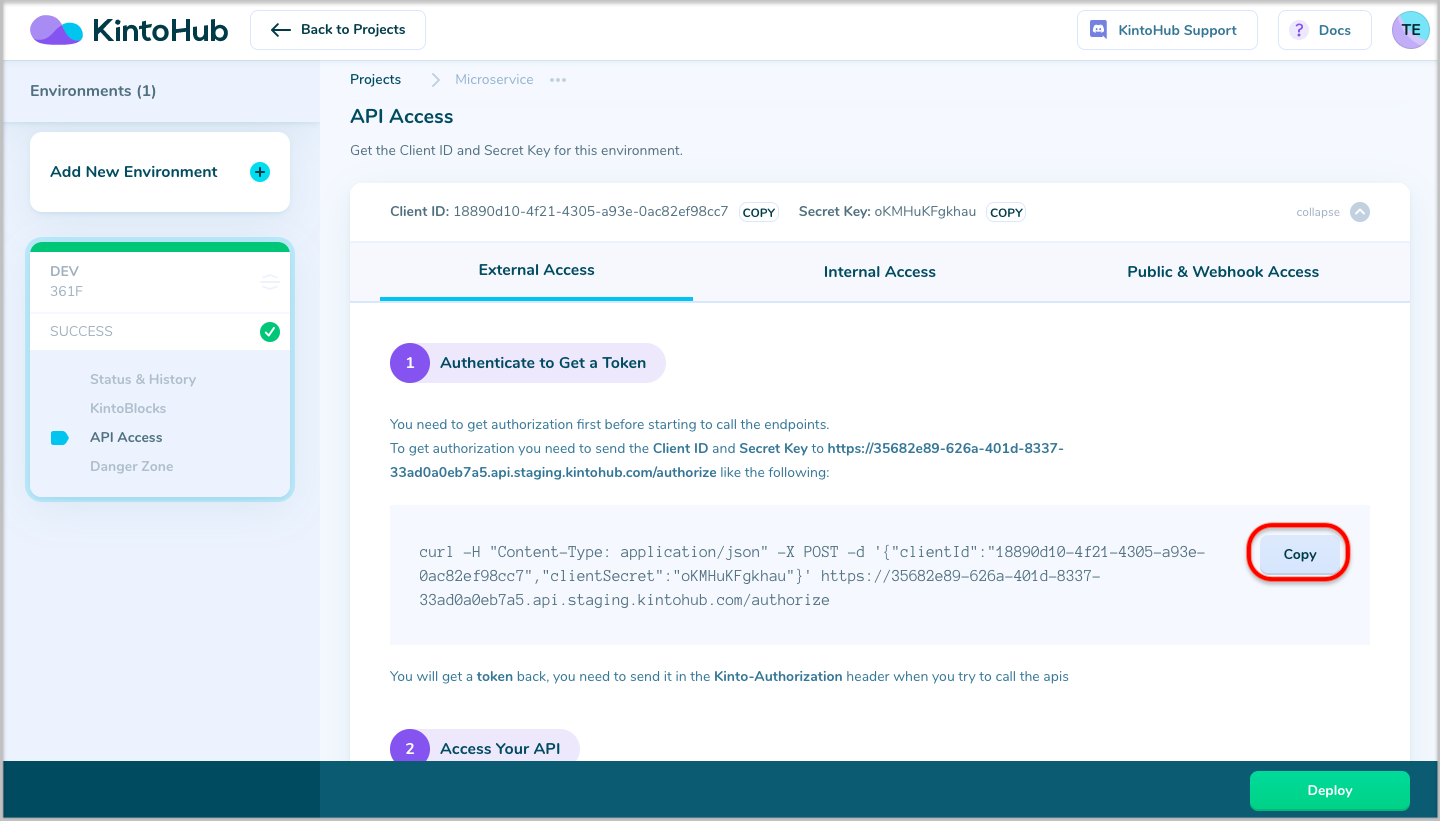 KintoHub
Back to Projects
KintoHub Support
? Docs
TE
Environments (1)
Add New Environment
DEV
361F
SUCCESS
Status & History
KintoBlocks
API Access
Danger Zone
Projects
Microservice
API Access
Get the Client ID and Secret Key for this environment.
Client ID: 18890d10-4f21-4305-a93e-0ac82ef98cc7 COPY Secret Key: oKMHuKFgkhau COPY
collapse
External Access
Internal Access
Public & Webhook Access
1 Authenticate to Get a Token
You need to get authorization first before starting to call the endpoints.
To get authorization you need to send the Client ID and Secret Key to https://35682e89-626a-401d-8337-
33ad0a0eb7a5.api.staging.kintohub.com/authorize like the following:
curl -H "Content-Type: application/json" -X POST -d '{"clientId":"18890d10-4f21-4305-a93e-
0ac82ef98cc7","clientSecret":"oKMHuKFgkhau"}' https://35682e89-626a-401d-8337-
33ad0a0eb7a5.api.staging.kintohub.com/authorize
Copy
You will get a token back, you need to send it in the Kinto-Authorization header when you try to call the apis
2 Access Your API
Deploy